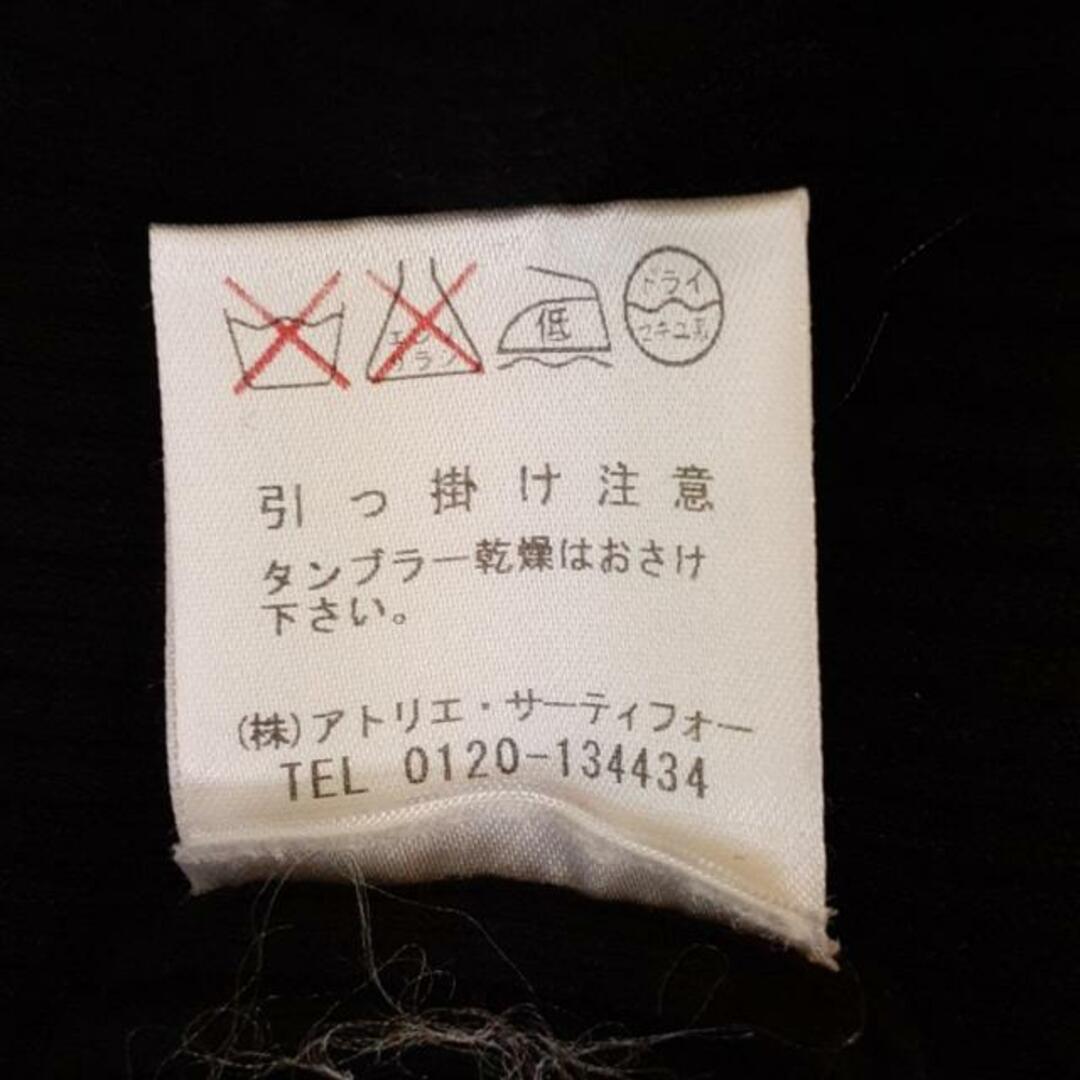 エンソ
サラシ
低
ドライ
セキユ系
引っ掛け注意
タンブラー乾燥はおさけ
下さい。
(株)アトリエ・サーティフォー
TEL 0120-134434